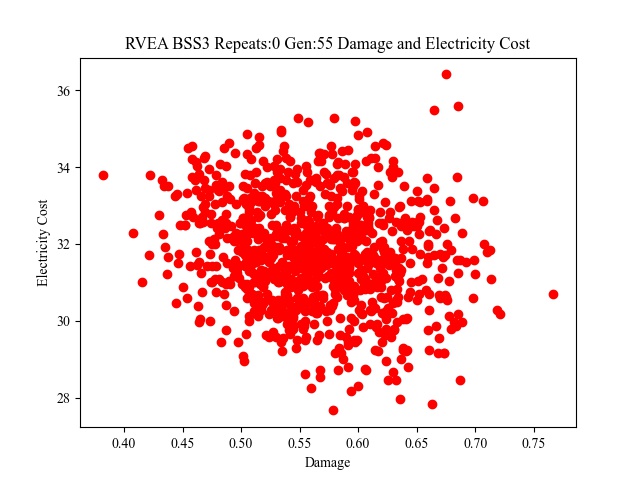 RVEA BSS3 Repeats:0 Gen:55 Damage and Electricity Cost
36
34
32
30
28
Electricity Cost
0.40 0.45 0.50 0.55 0.60 0.65 0.70 0.75
Damage